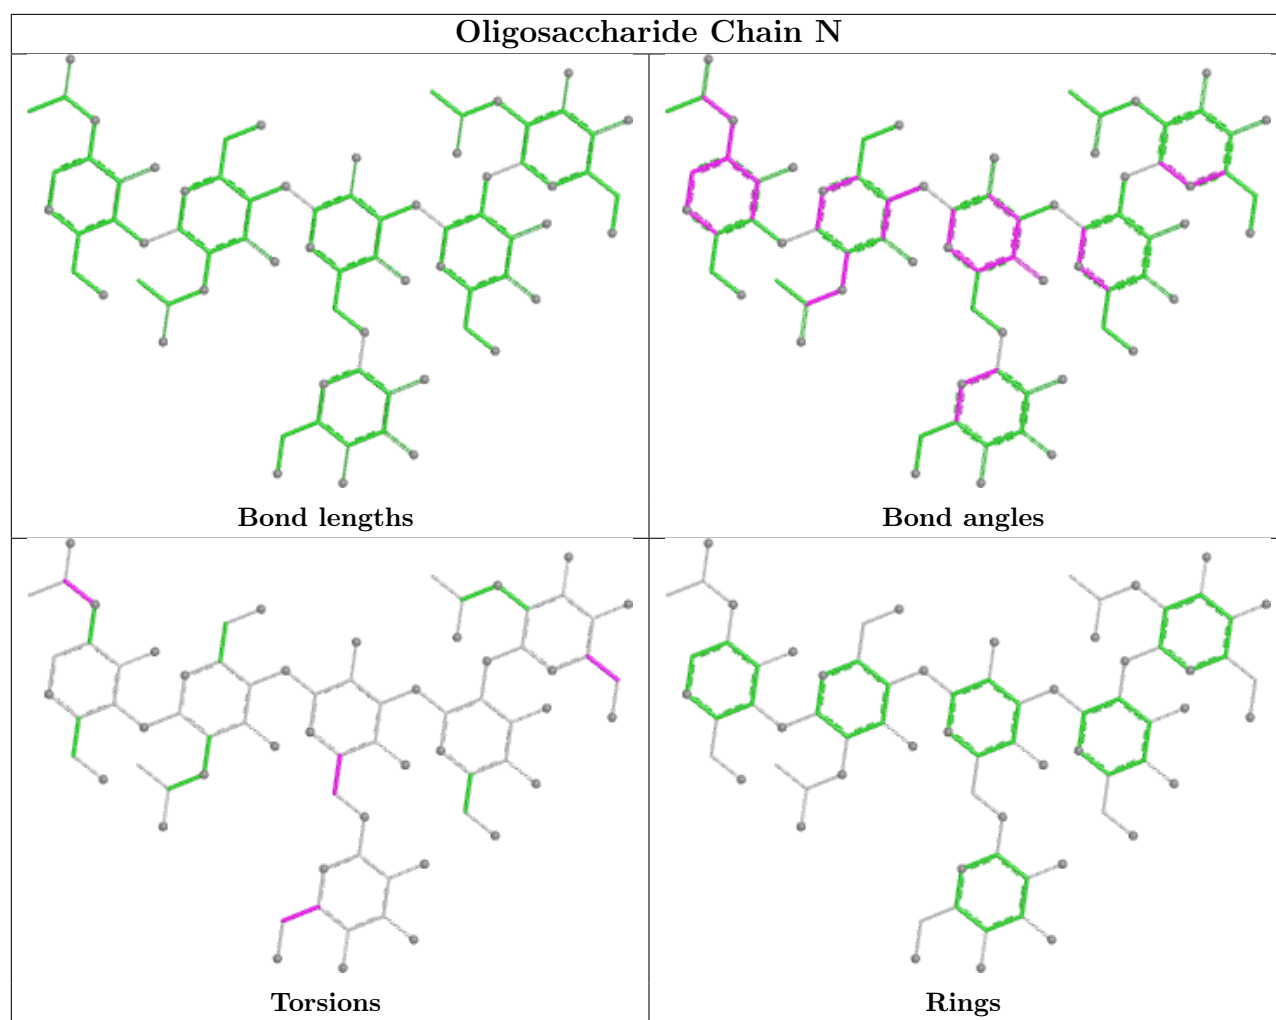 Oligosaccharide Chain N
Bond lengths
Bond angles
Torsions
Rings